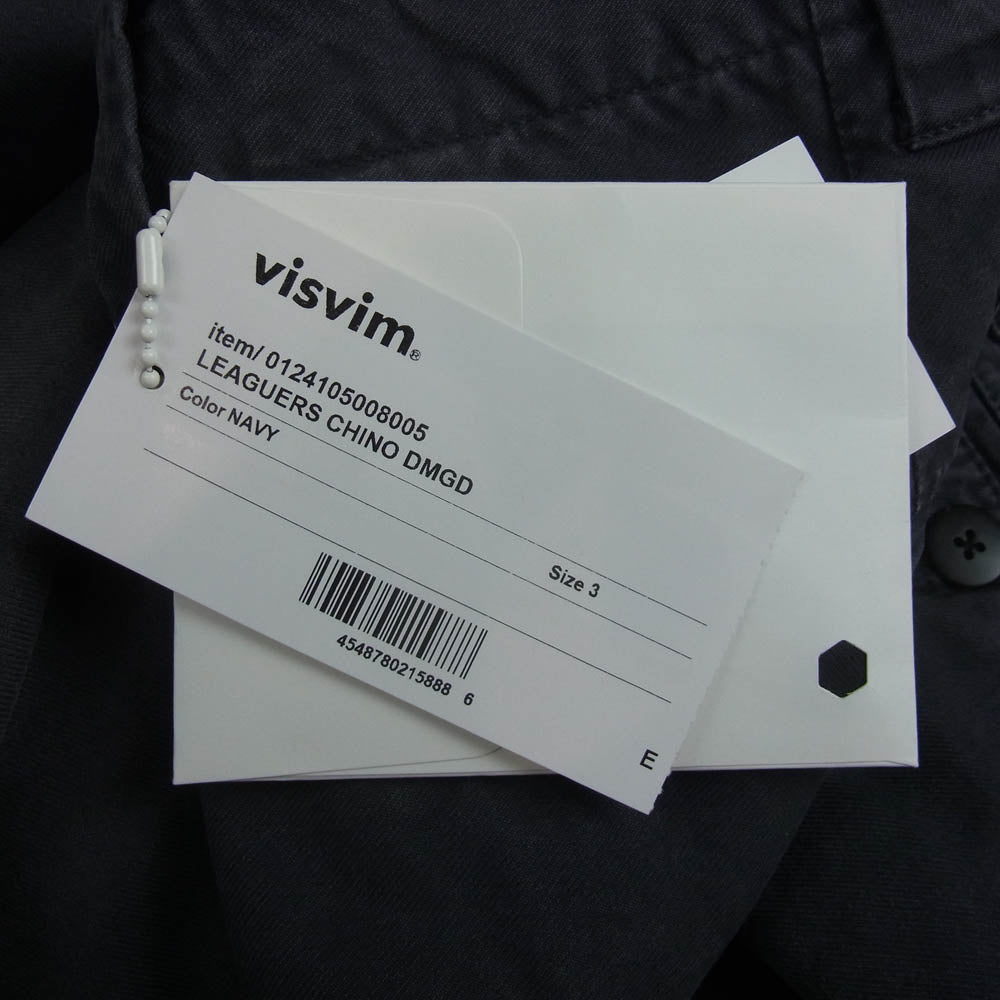 visvim®
item/ 0124105008005
LEAGUERS CHINO DMGD
Color NAVY
Size 3
4548780215888 6
E